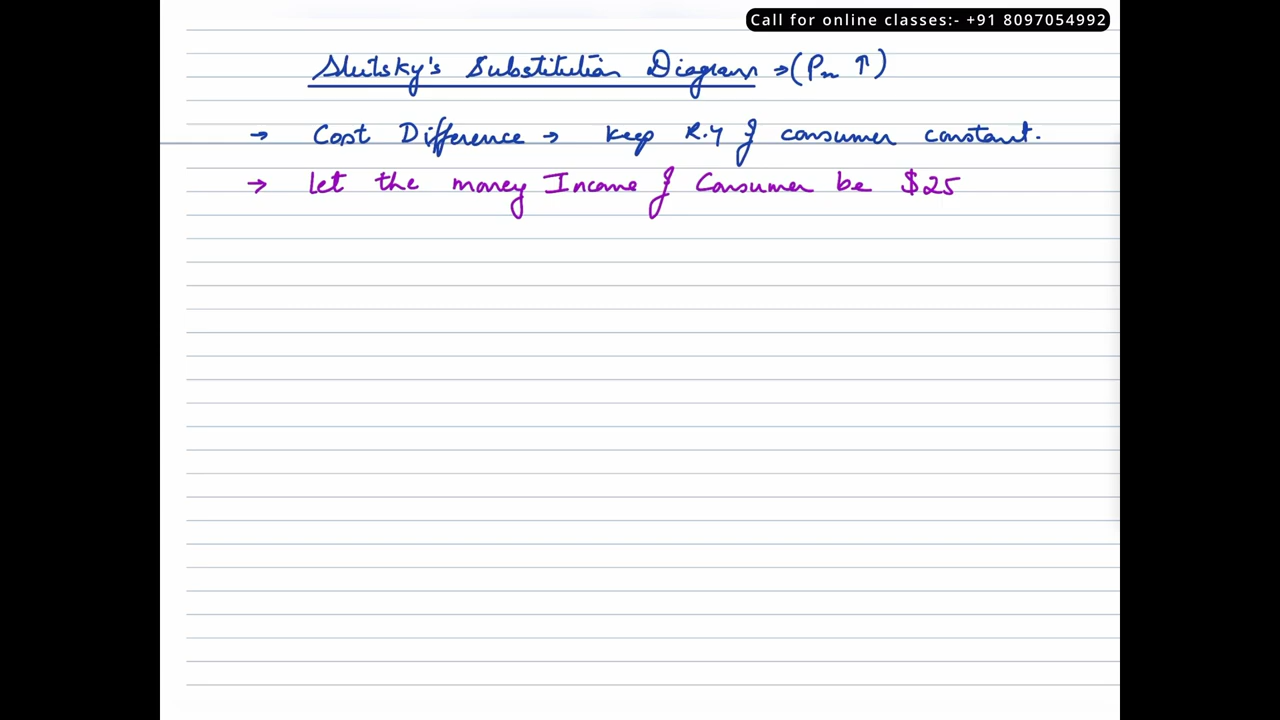 Call for online classes:- +91 8097054992
Slutsky's Substitution Diagram → (Pn ↑)
→ Cost Difference → keep R.Y of consumer constant.
→ let the money Income of Consumer be $25